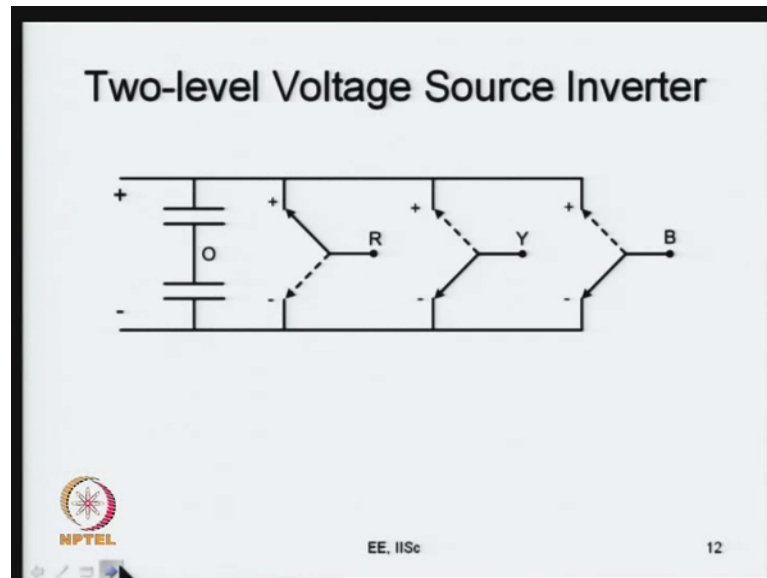 Two-level Voltage Source Inverter
+ + + +
R Y B
O
- - - -
NPTEL
EE, IISc 12